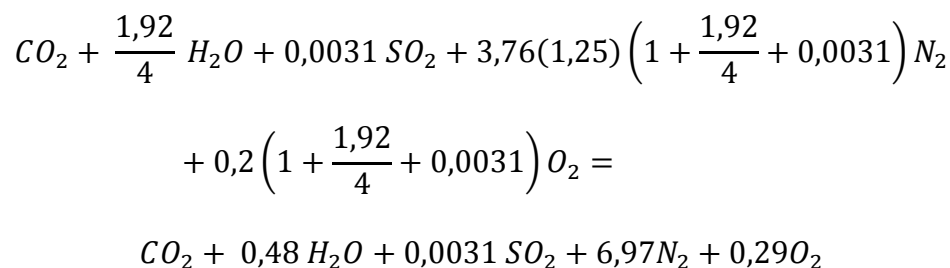 CO₂ + 1,92/4 H₂O + 0,0031 SO₂ + 3,76(1,25) (1 + 1,92/4 + 0,0031) N₂
+ 0,2 (1 + 1,92/4 + 0,0031) O₂ =
CO₂ + 0,48 H₂O + 0,0031 SO₂ + 6,97N₂ + 0,29O₂